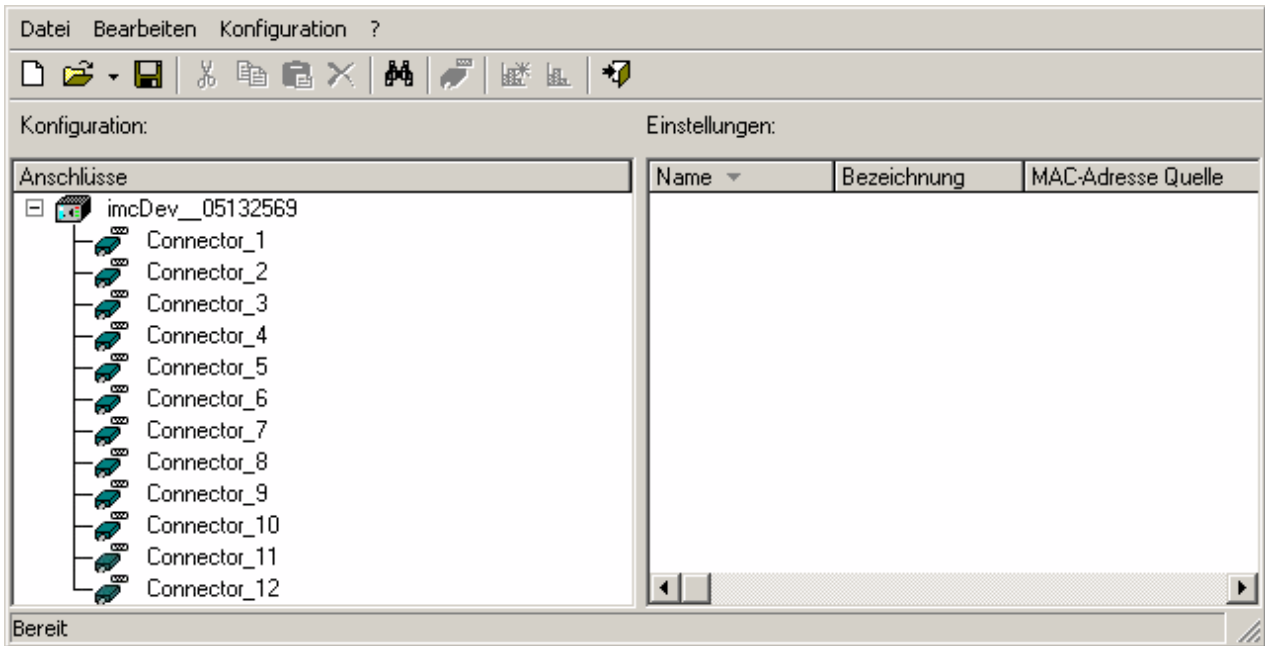 Datei Bearbeiten Konfiguration ?
Konfiguration:
Einstellungen:
Anschlüsse
imcDev__05132569
Connector_1
Connector_2
Connector_3
Connector_4
Connector_5
Connector_6
Connector_7
Connector_8
Connector_9
Connector_10
Connector_11
Connector_12
Name Bezeichnung MAC-Adresse Quelle
Bereit